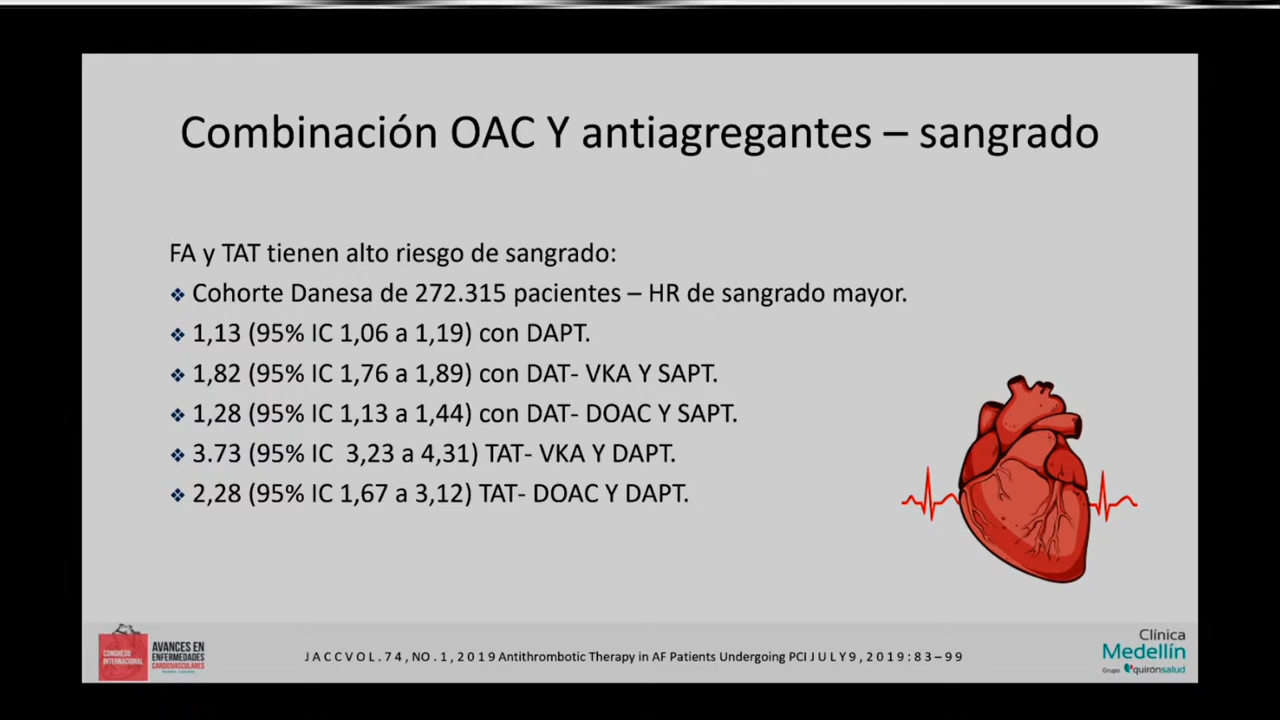 Combinación OAC Y antiagregantes – sangrado
FA y TAT tienen alto riesgo de sangrado:
❖ Cohorte Danesa de 272.315 pacientes – HR de sangrado mayor.
❖ 1,13 (95% IC 1,06 a 1,19) con DAPT.
❖ 1,82 (95% IC 1,76 a 1,89) con DAT- VKA Y SAPT.
❖ 1,28 (95% IC 1,13 a 1,44) con DAT- DOAC Y SAPT.
❖ 3.73 (95% IC  3,23 a 4,31) TAT- VKA Y DAPT.
❖ 2,28 (95% IC 1,67 a 3,12) TAT- DOAC Y DAPT.
CONGRESO
INTERNACIONAL
AVANCES EN
ENFERMEDADES
CARDIOVASCULARES
J A C C V O L . 7 4 , N O . 1 , 2 0 1 9 Antithrombotic Therapy in AF Patients Undergoing PCI J U L Y 9 , 2 0 1 9 : 8 3 – 9 9
Clínica
Medellín
Grupo quirónsalud